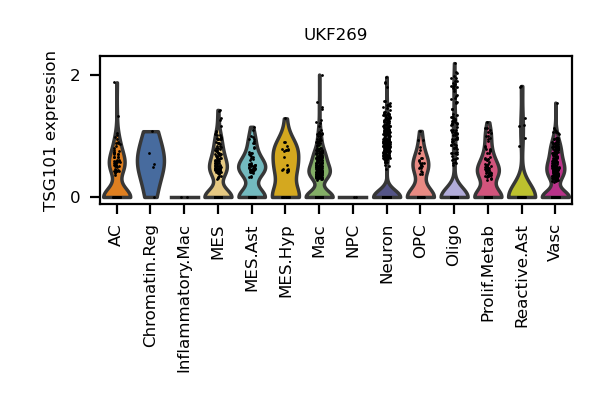 UKF269
TSG101 expression
2
0
AC
Chromatin.Reg
Inflammatory.Mac
MES
MES.Ast
MES.Hyp
Mac
NPC
Neuron
OPC
Oligo
Prolif.Metab
Reactive.Ast
Vasc